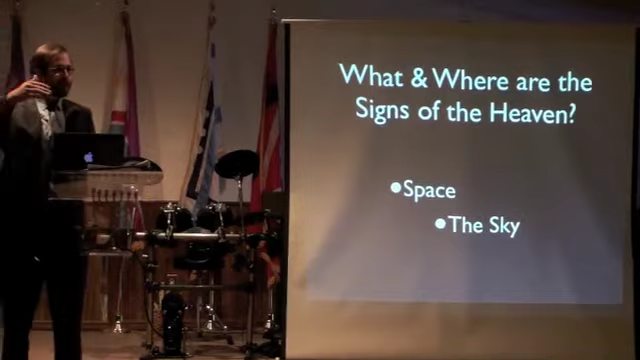 What & Where are the
Signs of the Heaven?
•Space
•The Sky